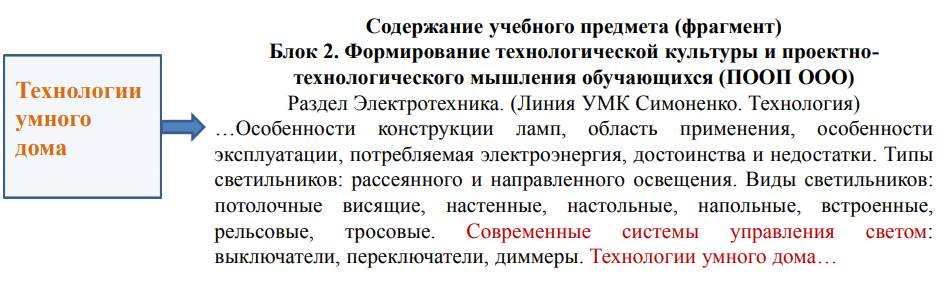 Технологии
умного
дома
Содержание учебного предмета (фрагмент)
Блок 2. Формирование технологической культуры и проектно-
технологического мышления обучающихся (ПООП ООО)
Раздел Электротехника. (Линия УМК Симоненко. Технология)
…Особенности конструкции ламп, область применения, особенности
эксплуатации, потребляемая электроэнергия, достоинства и недостатки. Типы
светильников: рассеянного и направленного освещения. Виды светильников:
потолочные висящие, настенные, настольные, напольные, встроенные,
рельсовые, тросовые. Современные системы управления светом:
выключатели, переключатели, диммеры. Технологии умного дома…